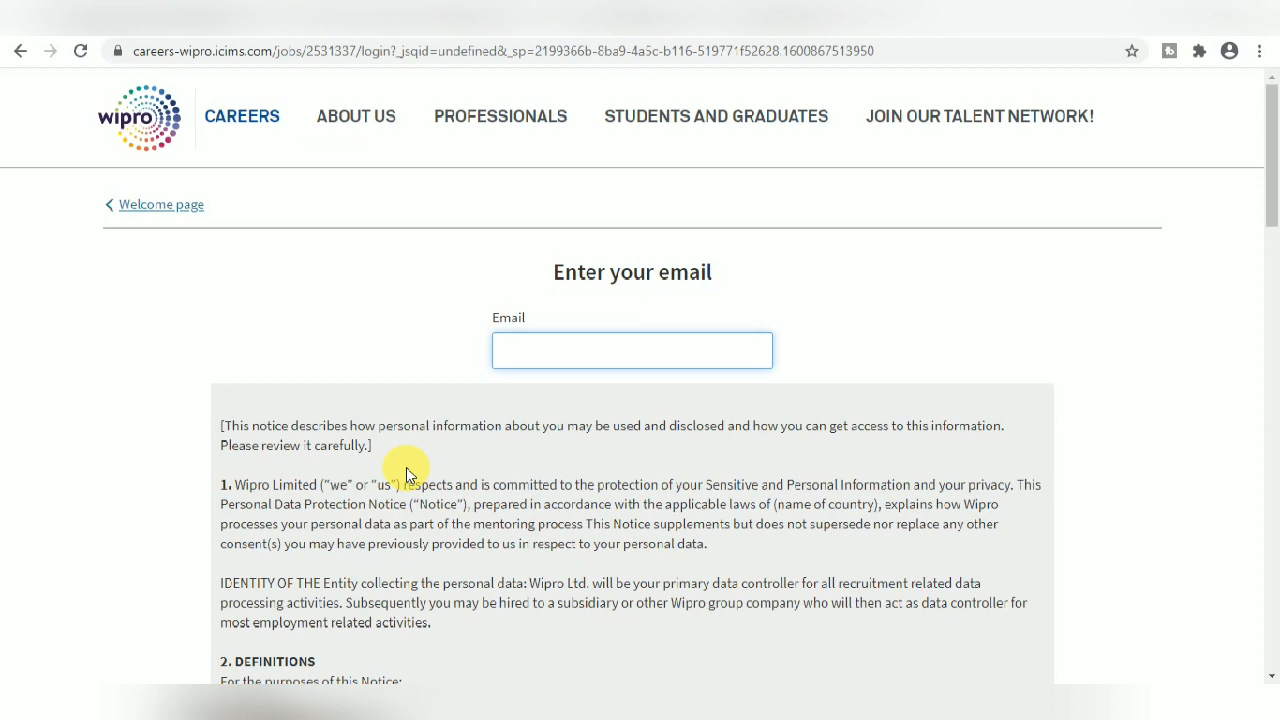 careers-wipro.icims.com/jobs/2531337/login?_jsqid=undefined&_sp=2199366b-8ba9-4a5c-b116-519771f52628.1600867513950
wipro CAREERS ABOUT US PROFESSIONALS STUDENTS AND GRADUATES JOIN OUR TALENT NETWORK!
Welcome page
Enter your email
Email
[This notice describes how personal information about you may be used and disclosed and how you can get access to this information.
Please review it carefully.]
1. Wipro Limited (“we” or “us”) respects and is committed to the protection of your Sensitive and Personal Information and your privacy. This
Personal Data Protection Notice (“Notice”), prepared in accordance with the applicable laws of (name of country), explains how Wipro
processes your personal data as part of the mentoring process This Notice supplements but does not supersede nor replace any other
consent(s) you may have previously provided to us in respect to your personal data.
IDENTITY OF THE Entity collecting the personal data: Wipro Ltd. will be your primary data controller for all recruitment related data
processing activities. Subsequently you may be hired to a subsidiary or other Wipro group company who will then act as data controller for
most employment related activities.
2. DEFINITIONS
For the purposes of this Notice: